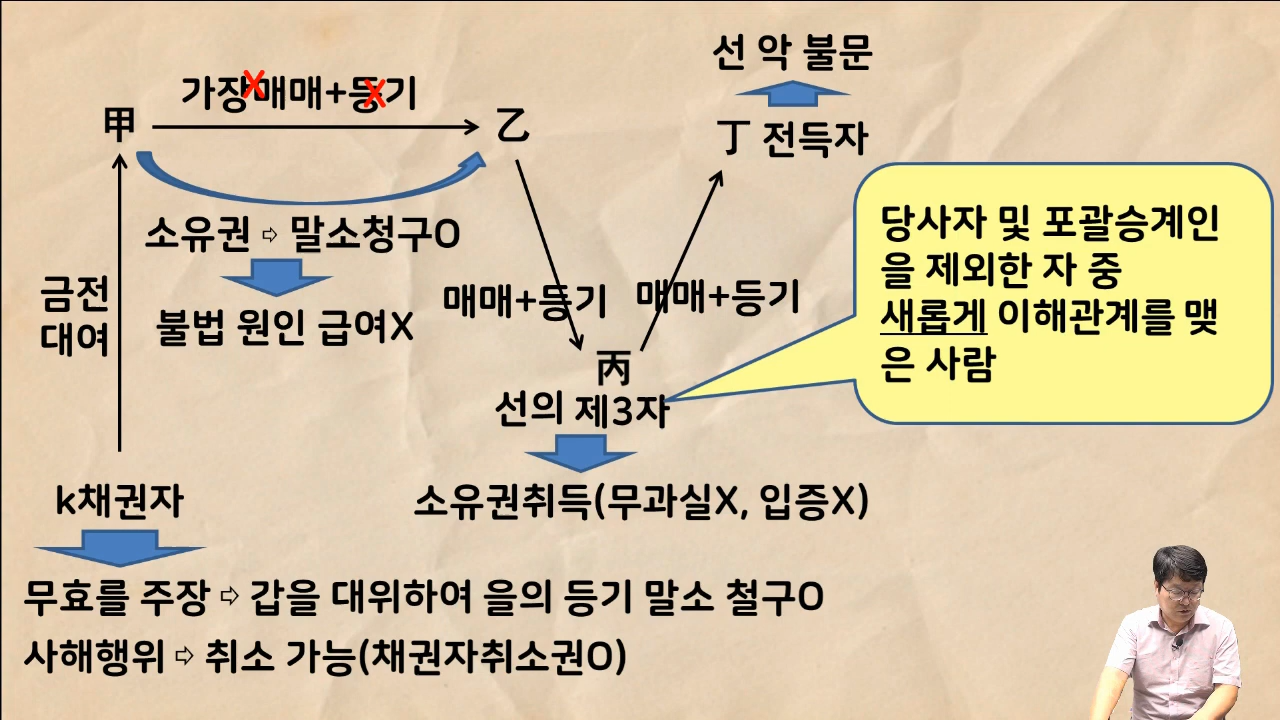 선 악 불문
가장매매+등기
甲
乙
丁 전득자
소유권 ⇨ 말소청구O
당사자 및 포괄승계인
을 제외한 자 중
새롭게 이해관계를 맺
은 사람
금전
대여
불법 원인 급여X
매매+등기
매매+등기
丙
선의 제3자
k채권자
소유권취득(무과실X, 입증X)
무효를 주장 ⇨ 갑을 대위하여 을의 등기 말소 철구O
사해행위 ⇨ 취소 가능(채권자취소권O)